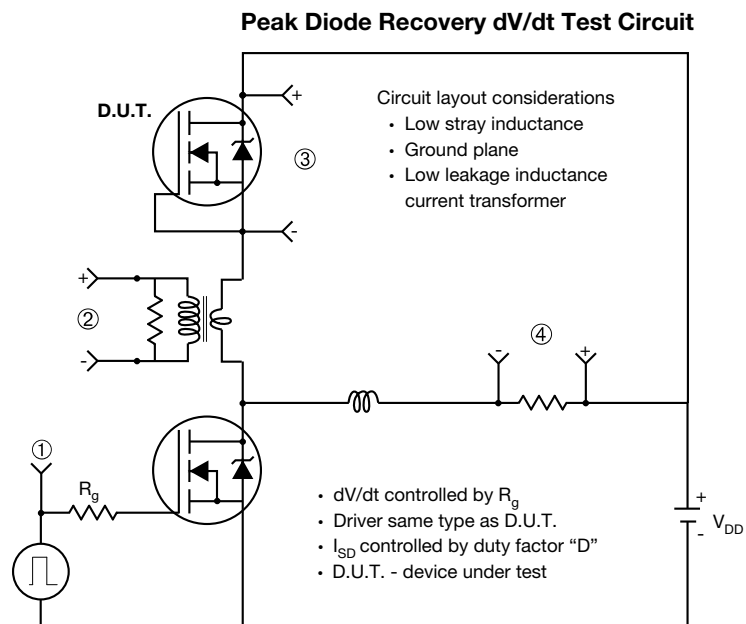 Peak Diode Recovery dV/dt Test Circuit
D.U.T.
+
③
-
Circuit layout considerations
• Low stray inductance
• Ground plane
• Low leakage inductance
current transformer
+
②
-
④
-
+
①
R_g
• dV/dt controlled by R_g
• Driver same type as D.U.T.
• I_SD controlled by duty factor “D”
• D.U.T. - device under test
+
V_DD
-